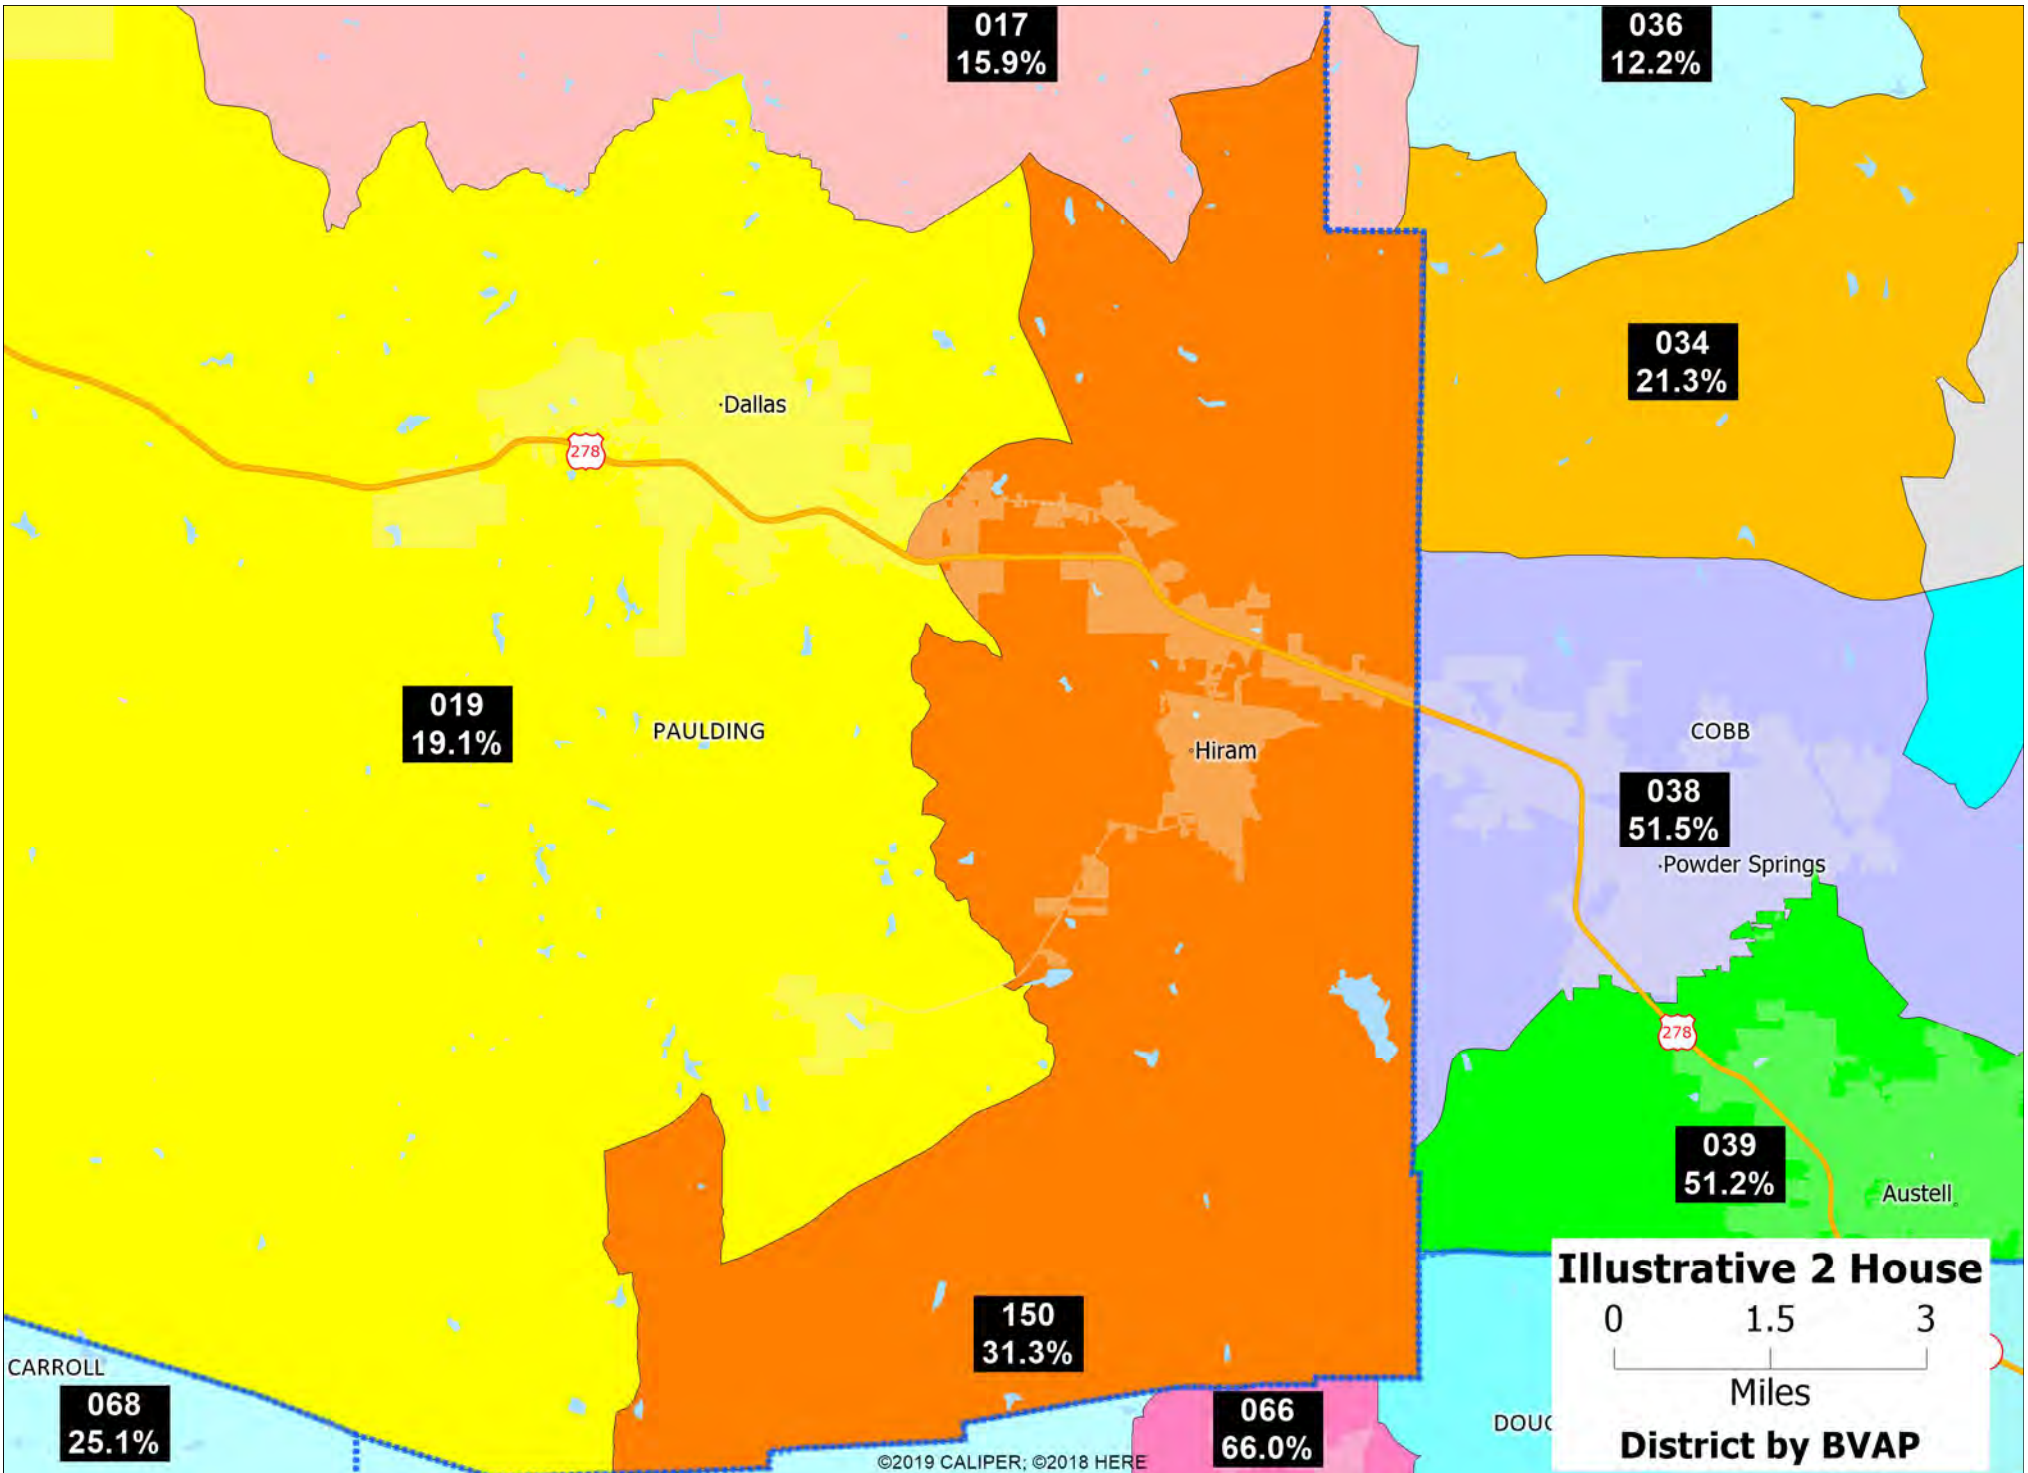 017
15.9%
036
12.2%
034
21.3%
Dallas
278
019
19.1%
PAULDING
COBB
Hiram
038
51.5%
Powder Springs
278
039
51.2%
Austell
Illustrative 2 House
0 1.5 3
Miles
District by BVAP
150
31.3%
CARROLL
068
25.1%
066
66.0%
DOUG
©2019 CALIPER; ©2018 HERE